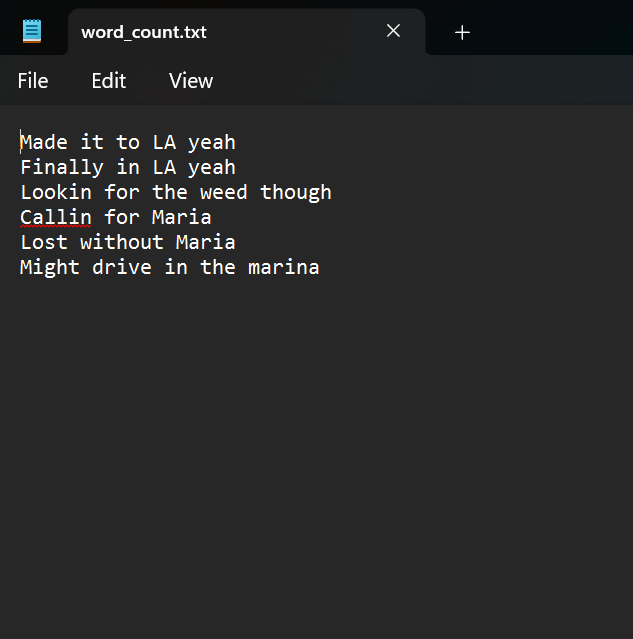 word_count.txt
File Edit View
Made it to LA yeah
Finally in LA yeah
Lookin for the weed though
Callin for Maria
Lost without Maria
Might drive in the marina